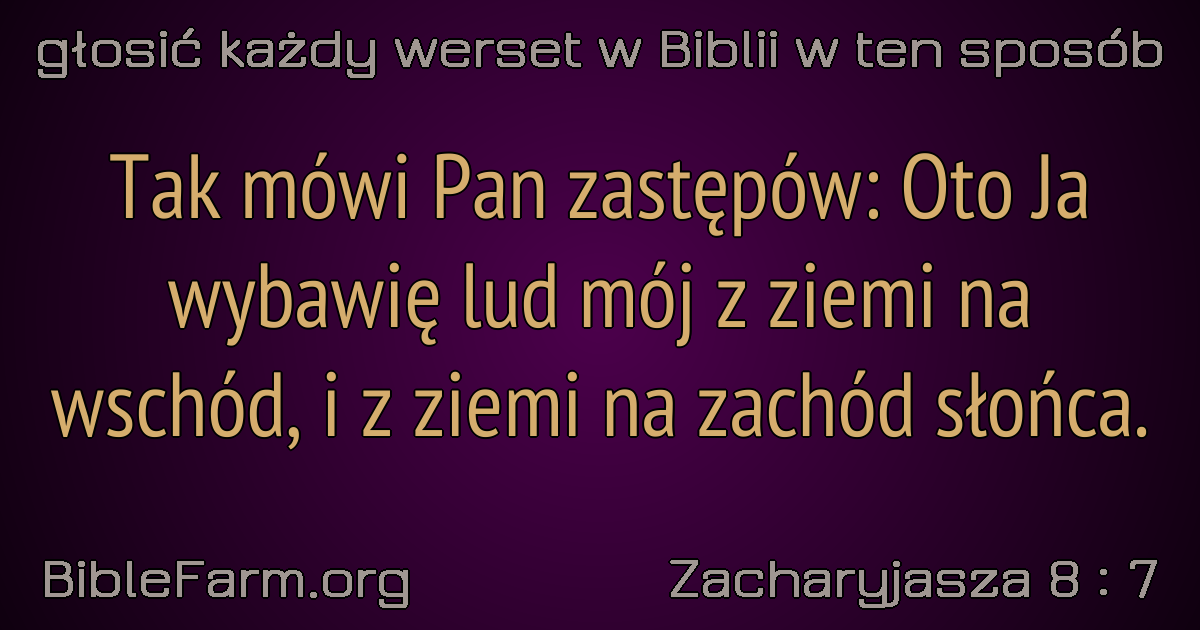 głosić każdy werset w Biblii w ten sposób
Tak mówi Pan zastępów: Oto Ja
wybawię lud mój z ziemi na
wschód, i z ziemi na zachód słońca.
BibleFarm.org
Zacharyjasza 8 : 7